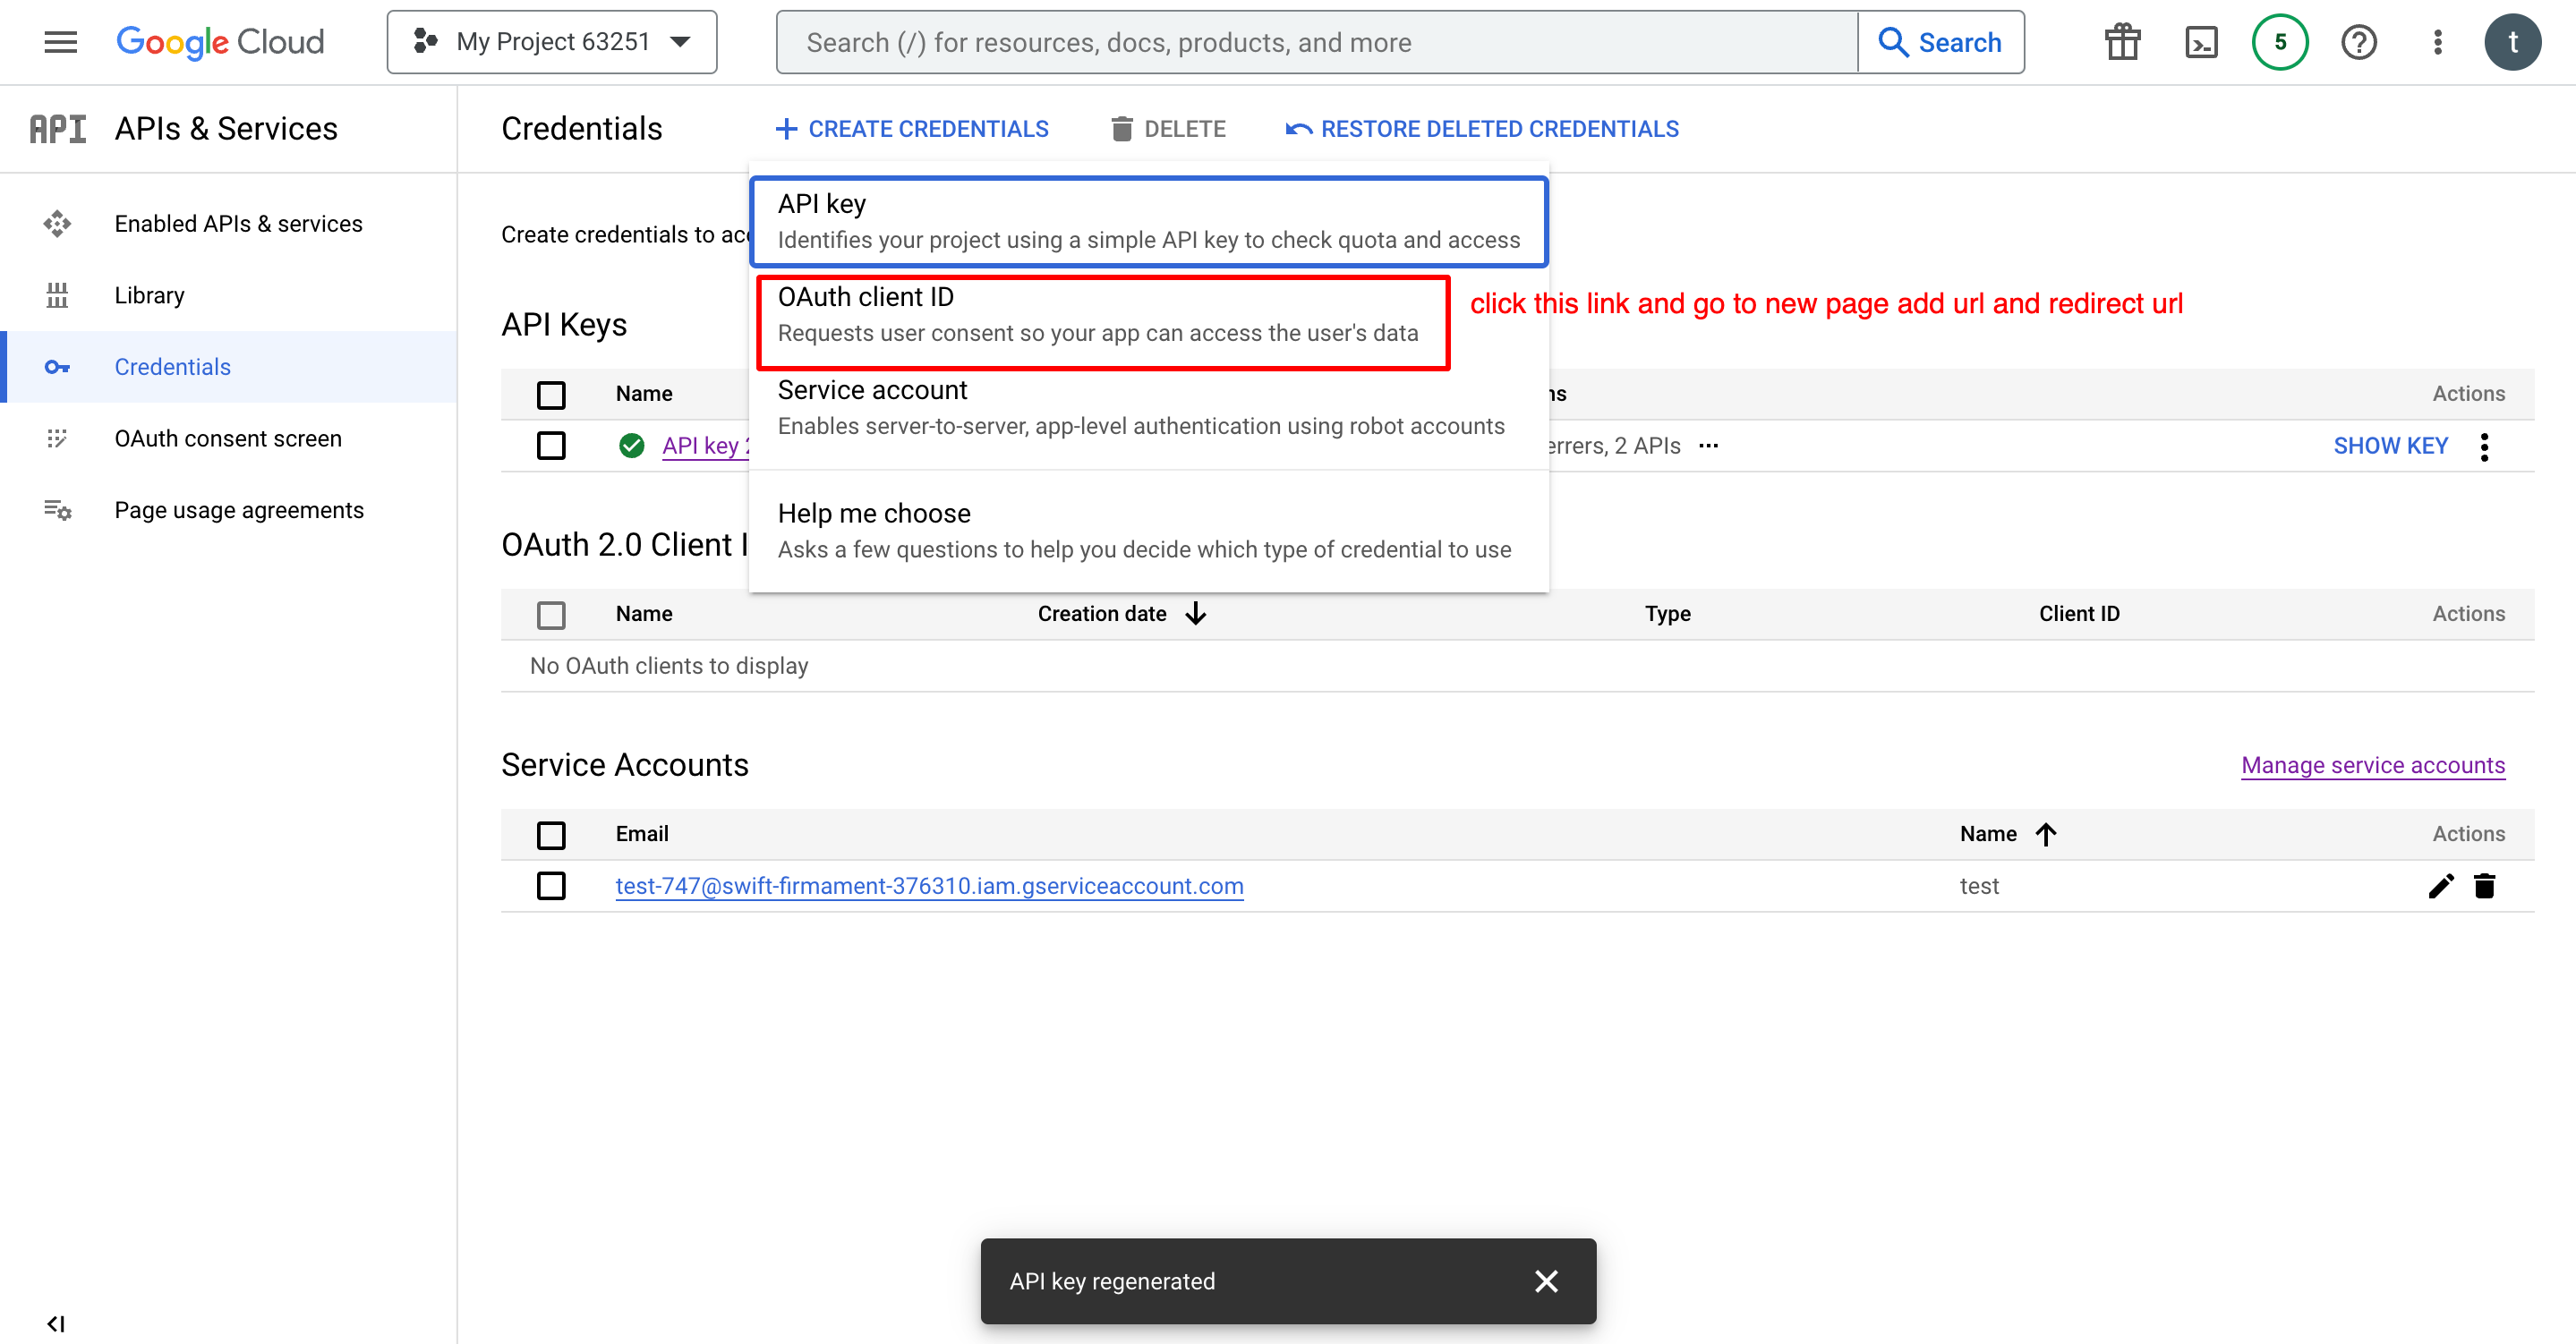 Google Cloud
My Project 63251
Search (/) for resources, docs, products, and more
Search
5
t
API
APIs & Services
Credentials
CREATE CREDENTIALS
DELETE
RESTORE DELETED CREDENTIALS
Enabled APIs & services
Library
Credentials
OAuth consent screen
Page usage agreements
Create credentials to acc
API key
Identifies your project using a simple API key to check quota and access
OAuth client ID
Requests user consent so your app can access the user's data
click this link and go to new page add url and redirect url
Service account
Enables server-to-server, app-level authentication using robot accounts
Help me choose
Asks a few questions to help you decide which type of credential to use
API Keys
Name
ns
Actions
API key 2
errers, 2 APIs
SHOW KEY
OAuth 2.0 Client I
Name
Creation date
Type
Client ID
Actions
No OAuth clients to display
Service Accounts
Manage service accounts
Email
Name
Actions
test-747@swift-firmament-376310.iam.gserviceaccount.com
test
API key regenerated